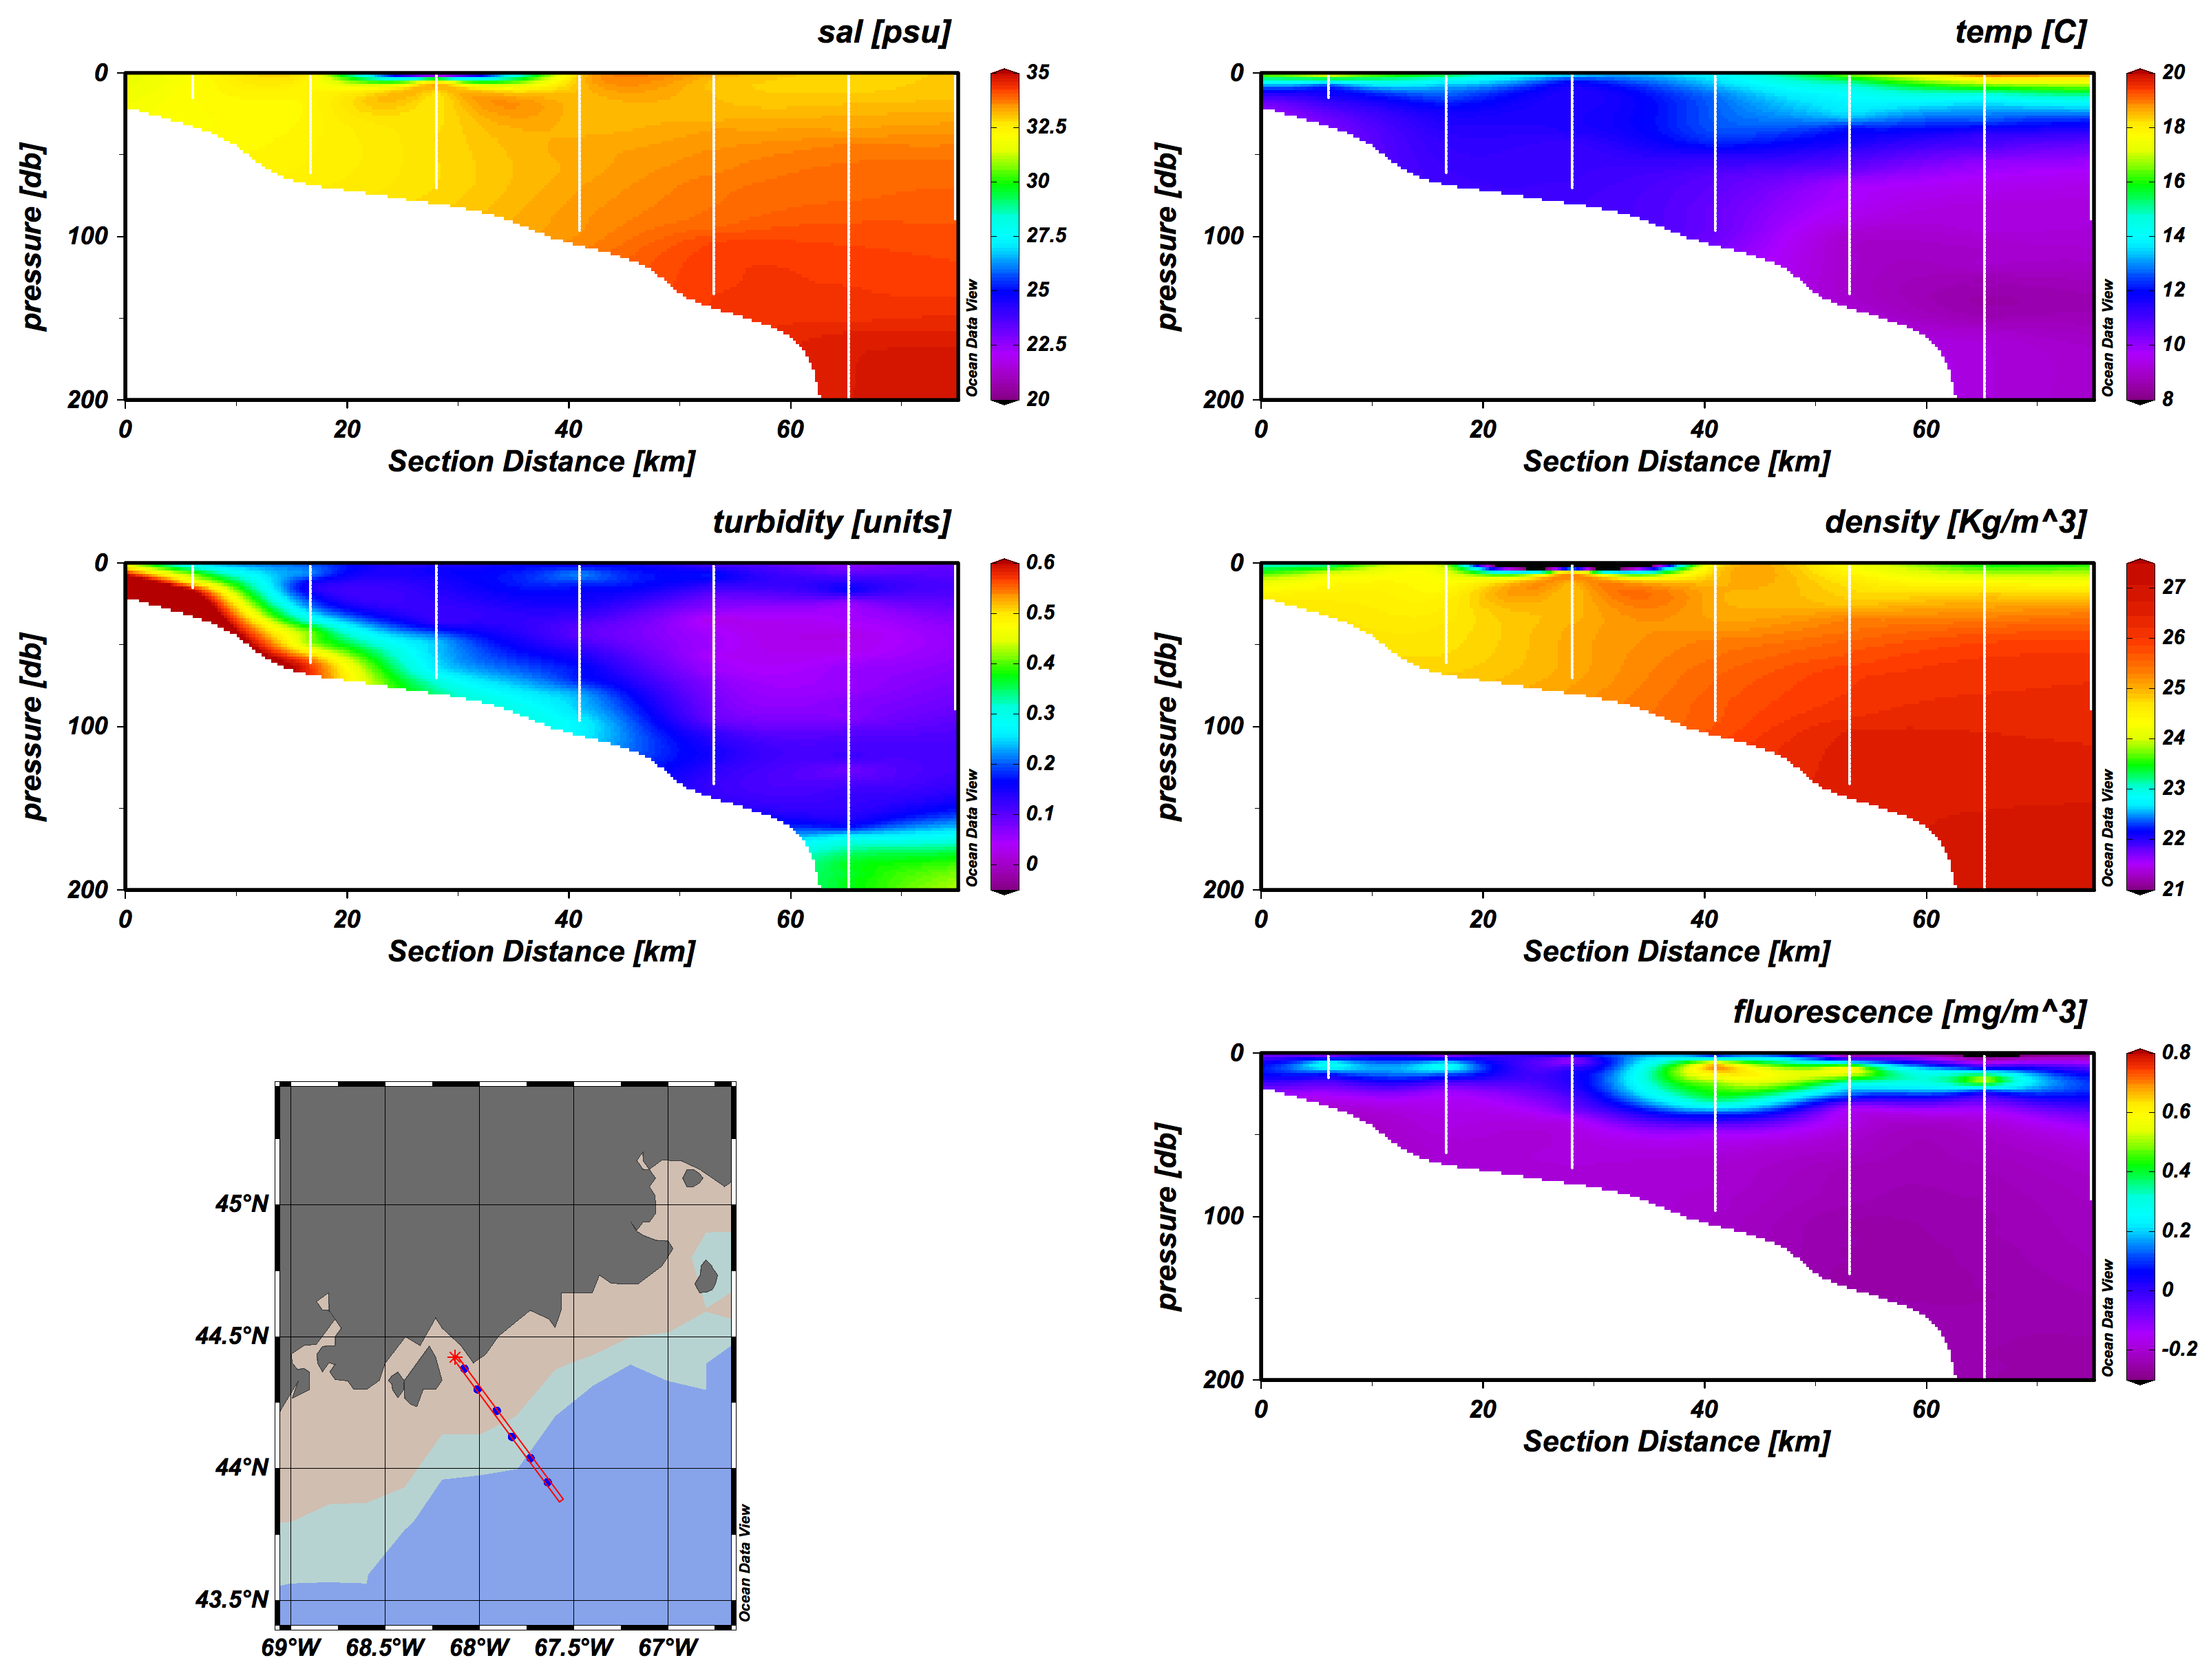 sal [psu]
0
100
200
pressure [db]
0
20
40
60
Section Distance [km]
35
32.5
30
27.5
25
22.5
20
Ocean Data View
temp [C]
0
100
200
pressure [db]
0
20
40
60
Section Distance [km]
20
18
16
14
12
10
8
Ocean Data View
turbidity [units]
0
100
200
pressure [db]
0
20
40
60
Section Distance [km]
0.6
0.5
0.4
0.3
0.2
0.1
0
Ocean Data View
density [Kg/m^3]
0
100
200
pressure [db]
0
20
40
60
Section Distance [km]
27
26
25
24
23
22
21
Ocean Data View
45°N
44.5°N
44°N
43.5°N
69°W
68.5°W
68°W
67.5°W
67°W
Ocean Data View
fluorescence [mg/m^3]
0
100
200
pressure [db]
0
20
40
60
Section Distance [km]
0.8
0.6
0.4
0.2
0
-0.2
Ocean Data View